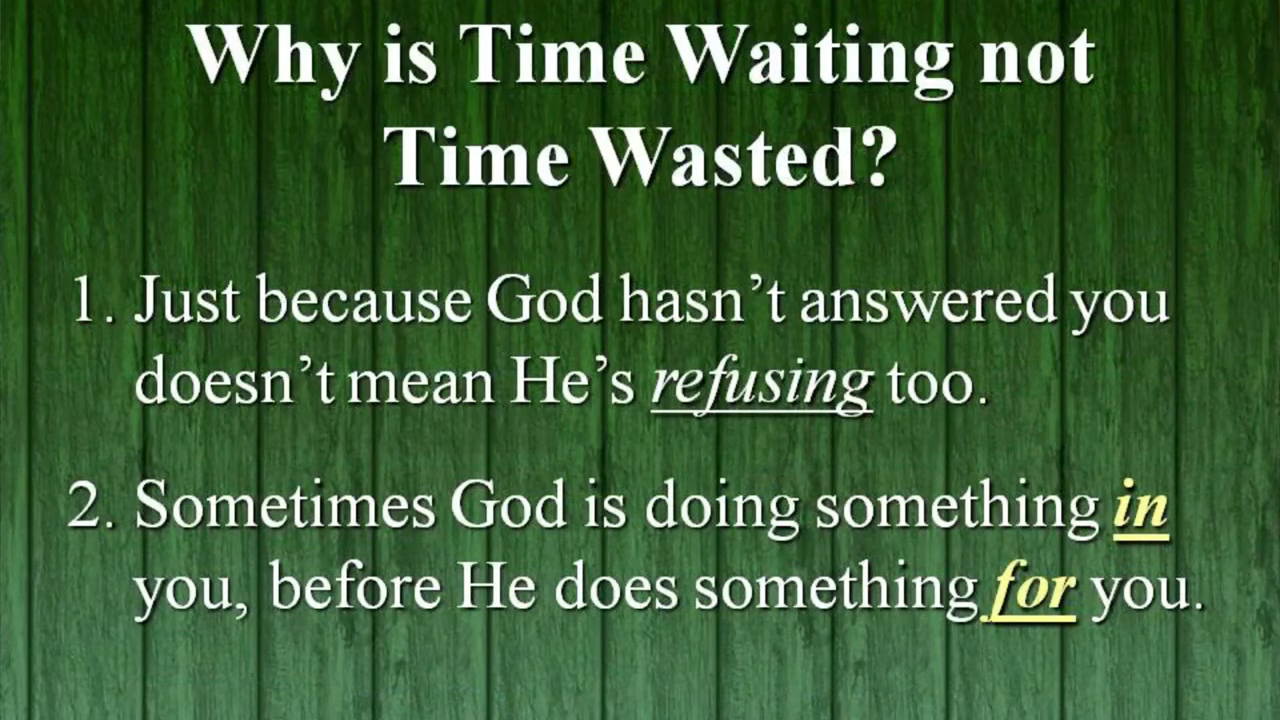 Why is Time Waiting not
Time Wasted?
1. Just because God hasn’t answered you
doesn’t mean He’s refusing too.
2. Sometimes God is doing something in
you, before He does something for you.